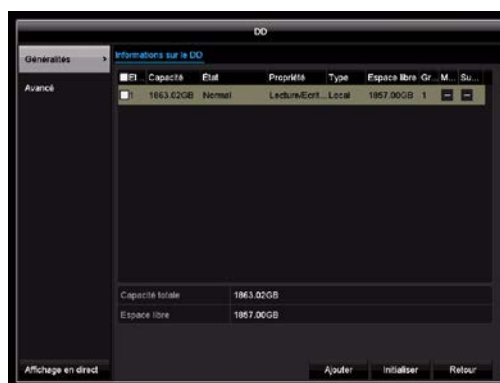 DD
Généralités >
Avancé
Informations sur le DD
El... Capacité État Propriété Type Espace libre Gr... M... Su...
1 1863.02GB Normal Lecture/Ecrit... Local 1857.00GB 1
Capacité totale 1863.02GB
Espace libre 1857.00GB
Affichage en direct Ajouter Initialiser Retour